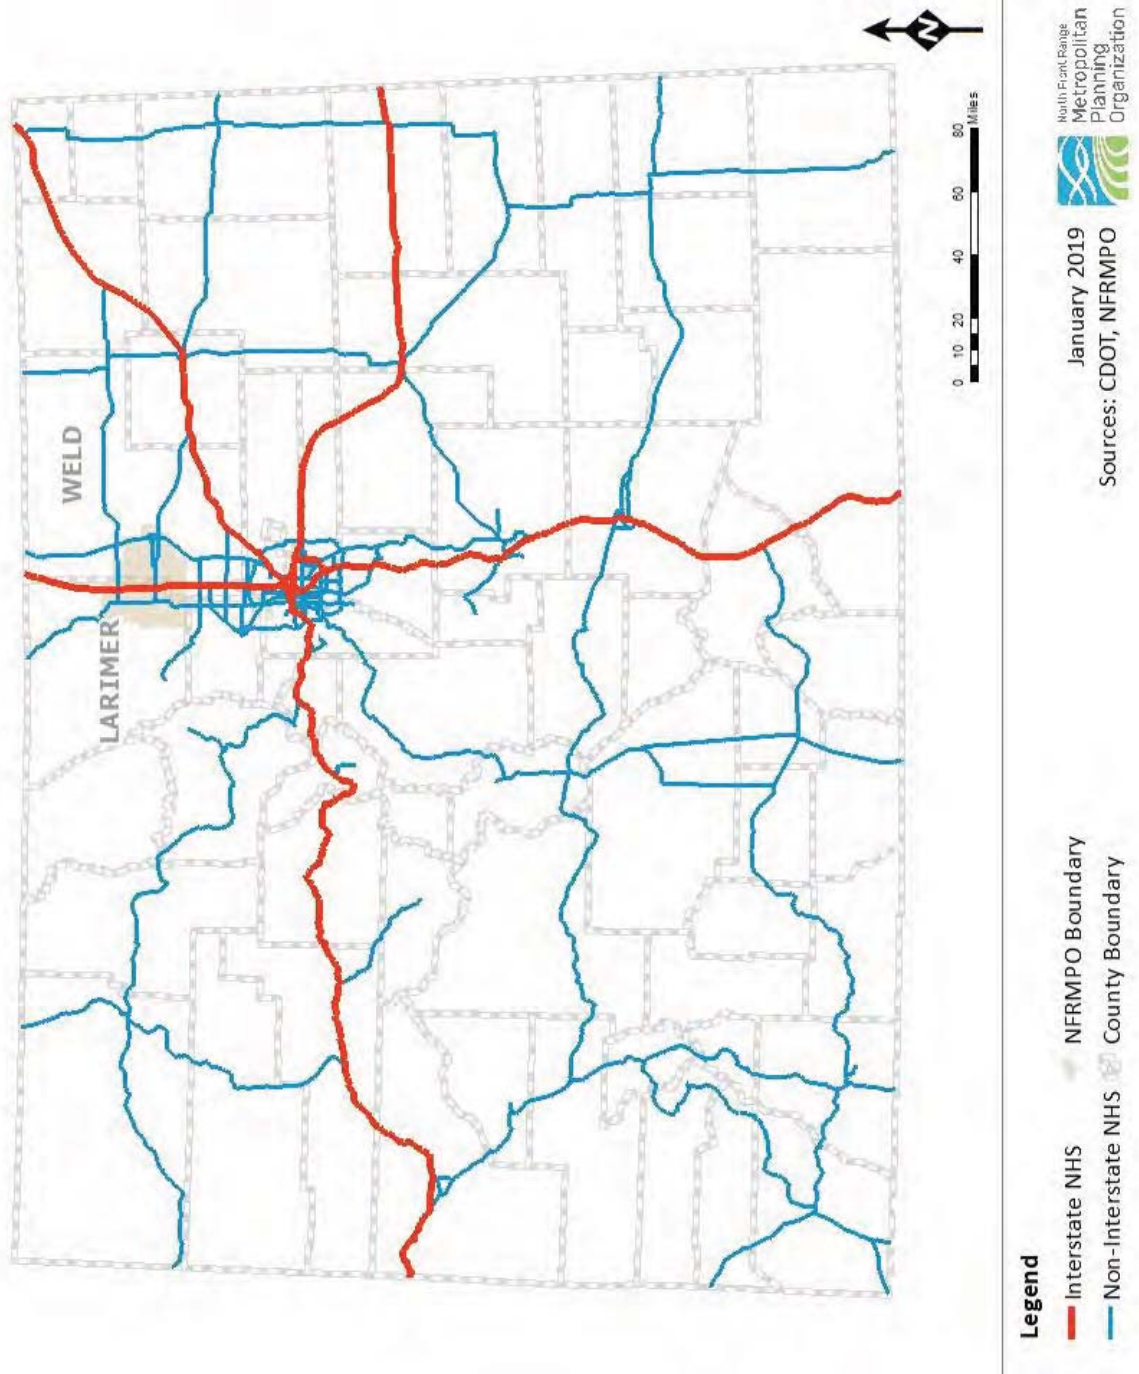 WELD
LARIMER
N
0 10 20 40 60 80
Miles
Legend
Interstate NHS
NFRMPO Boundary
Non-Interstate NHS
County Boundary
January 2019
Sources: CDOT, NFRMPO
North Front Range
Metropolitan
Planning
Organization